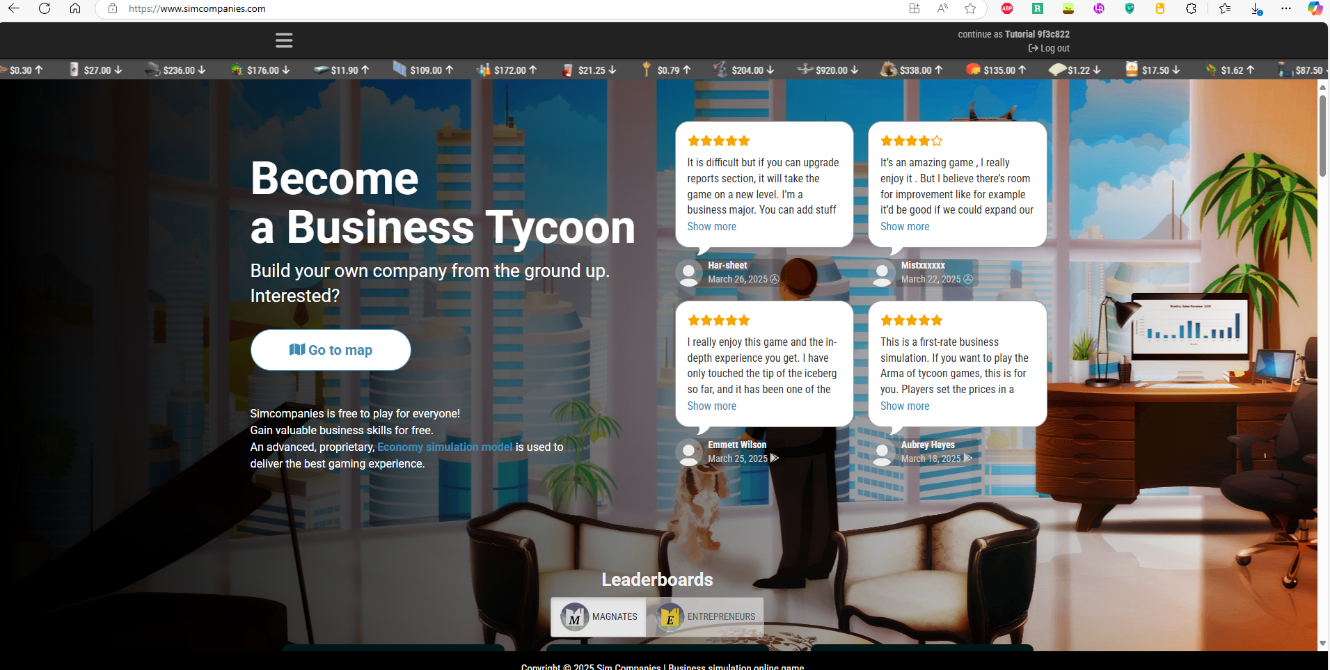 https://www.simcompanies.com
continue as Tutorial 9f3c822
Log out
$0.30 $27.00 $236.00 $176.00 $11.90 $109.00 $172.00 $21.25 $0.79 $204.00 $920.00 $338.00 $135.00 $1.22 $17.50 $1.62 $87.50
Become
a Business Tycoon
Build your own company from the ground up.
Interested?
Go to map
Simcompanies is free to play for everyone!
Gain valuable business skills for free.
An advanced, proprietary, Economy simulation model is used to
deliver the best gaming experience.
It is difficult but if you can upgrade
reports section, it will take the
game on a new level. I'm a
business major. You can add stuff
Show more
Har-sheet
March 26, 2025
It's an amazing game , I really
enjoy it . But I believe there's room
for improvement like for example
it'd be good if we could expand our
Show more
Mistxxxxxx
March 22, 2025
I really enjoy this game and the in-
depth experience you get. I have
only touched the tip of the iceberg
so far, and it has been one of the
Show more
Emmett Wilson
March 25, 2025
This is a first-rate business
simulation. If you want to play the
Arma of tycoon games, this is for
you. Players set the prices in a
Show more
Aubrey Hayes
March 18, 2025
Leaderboards
M MAGNATES
E ENTREPRENEURS
Copyright © 2025 Sim Companies | Business simulation online game